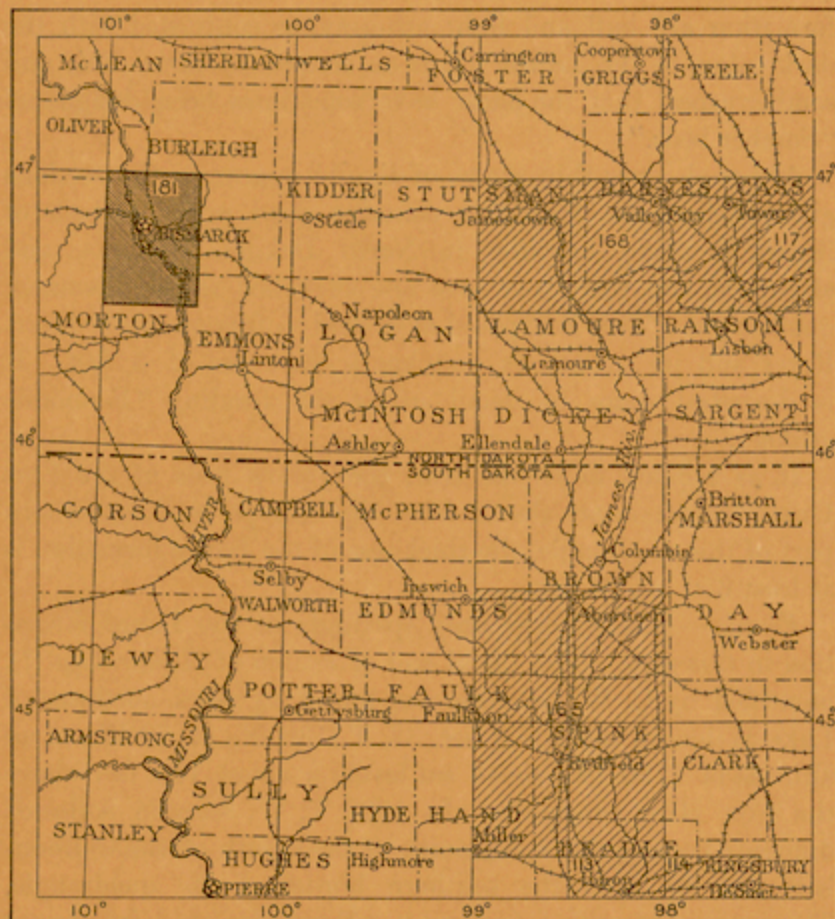 101° 100° 99° 98°
McLEAN SHERIDAN WELLS Carrington Cooperstown
FOSTER GRIGGS STEELE
OLIVER
BURLEIGH
47° 47°
181 KIDDER STUTSMAN BARNES CASS
BISMARCK Steele Jamestown Valley City Tower
168 117
MORTON Napoleon
EMMONS LOGAN LAMOURE RANSOM
Linton Lamoure Lisbon
McINTOSH DICKEY SARGENT
46° Ashley Ellendale 46°
NORTH DAKOTA
SOUTH DAKOTA
James Riv.
CORSON RIVER CAMPBELL McPHERSON Britton
MARSHALL
Columbia
Selby Ipswich BROWN
WALWORTH EDMUNDS Aberdeen DAY
Webster
DEWEY
POTTER FAULK
45° Gettysburg Faulkton 165 45°
ARMSTRONG MISSOURI SPINK
Redfield CLARK
SULLY
STANLEY HYDE HAND
Miller
HUGHES Highmore BEADLE
113 114 KINGSBURY
PIERRE Huron DeSmet
101° 100° 99° 98°